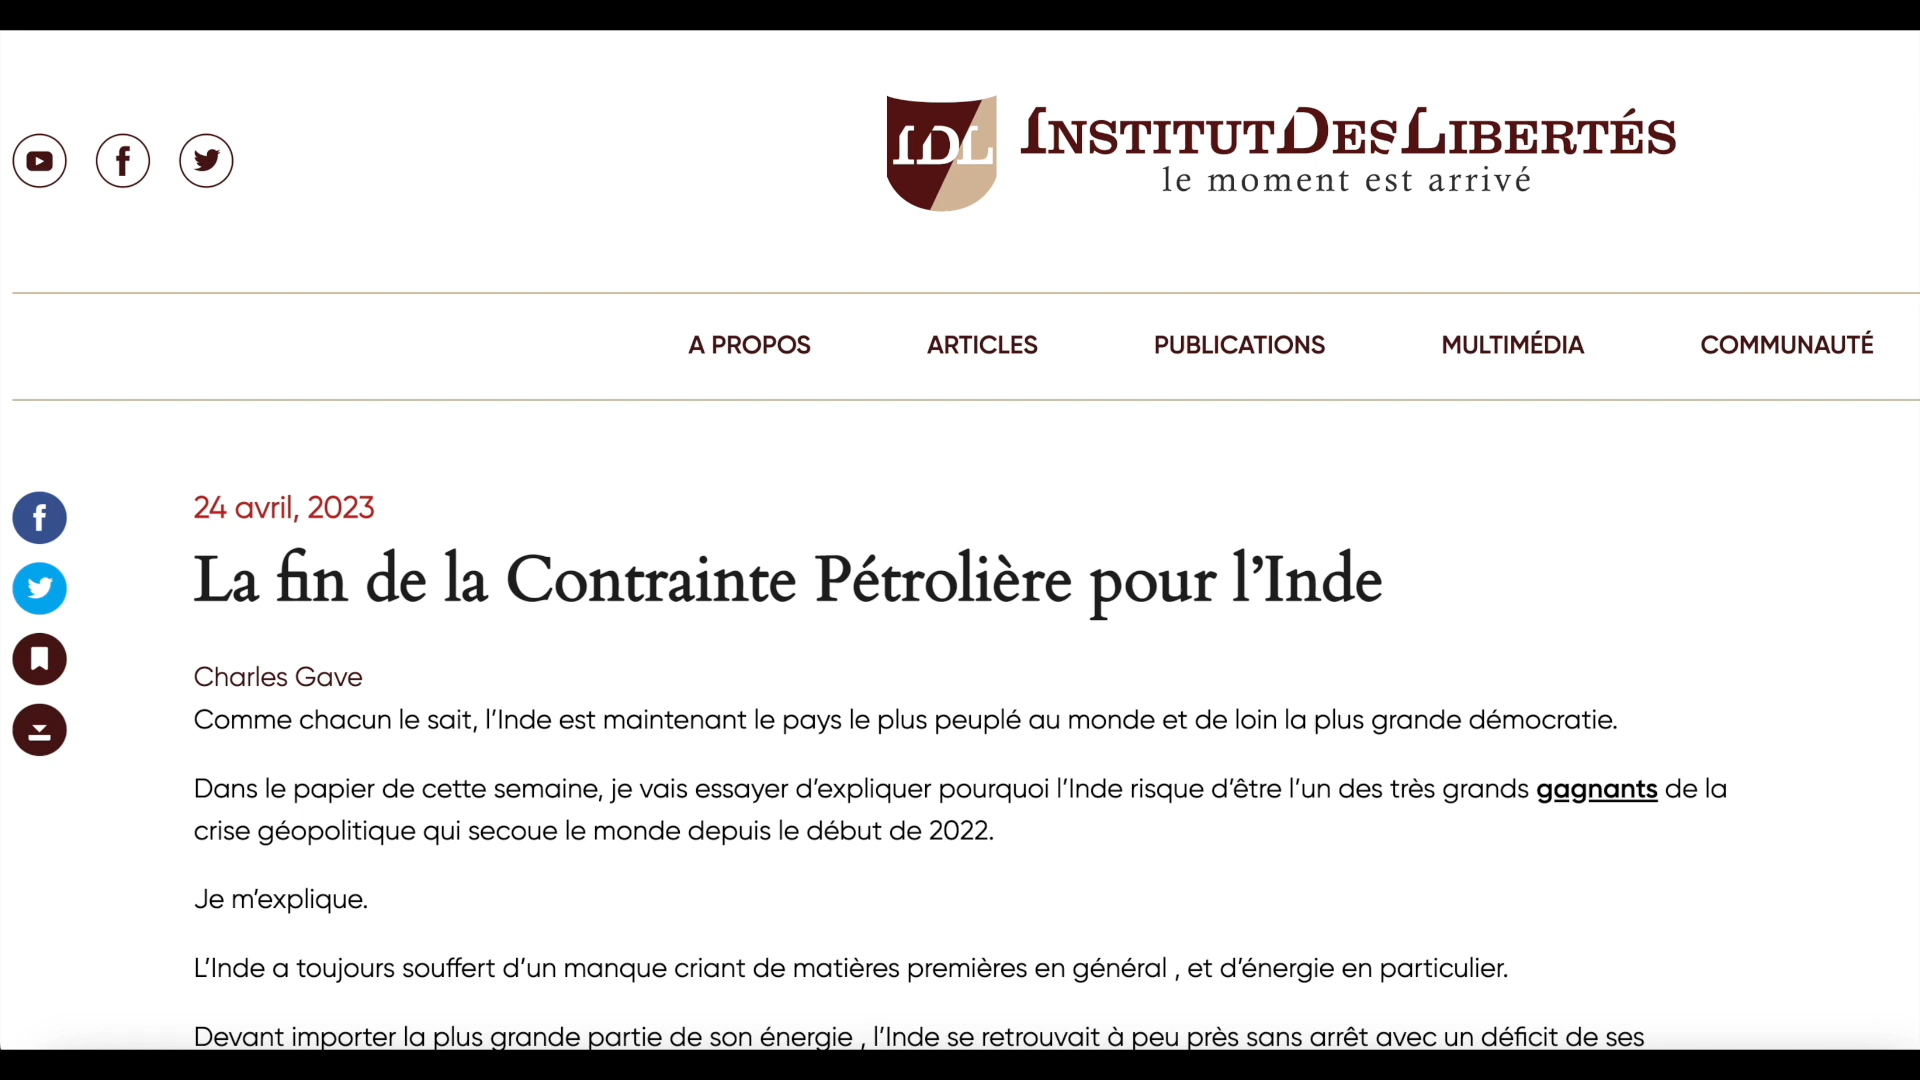 IDL
INSTITUTDESLIBERTÉS
le moment est arrivé
A PROPOS
ARTICLES
PUBLICATIONS
MULTIMÉDIA
COMMUNAUTÉ
24 avril, 2023
La fin de la Contrainte Pétrolière pour l’Inde
Charles Gave
Comme chacun le sait, l’Inde est maintenant le pays le plus peuplé au monde et de loin la plus grande démocratie.
Dans le papier de cette semaine, je vais essayer d’expliquer pourquoi l’Inde risque d’être l’un des très grands gagnants de la
crise géopolitique qui secoue le monde depuis le début de 2022.
Je m’explique.
L’Inde a toujours souffert d’un manque criant de matières premières en général , et d’énergie en particulier.
Devant importer la plus grande partie de son énergie , l’Inde se retrouvait à peu près sans arrêt avec un déficit de ses